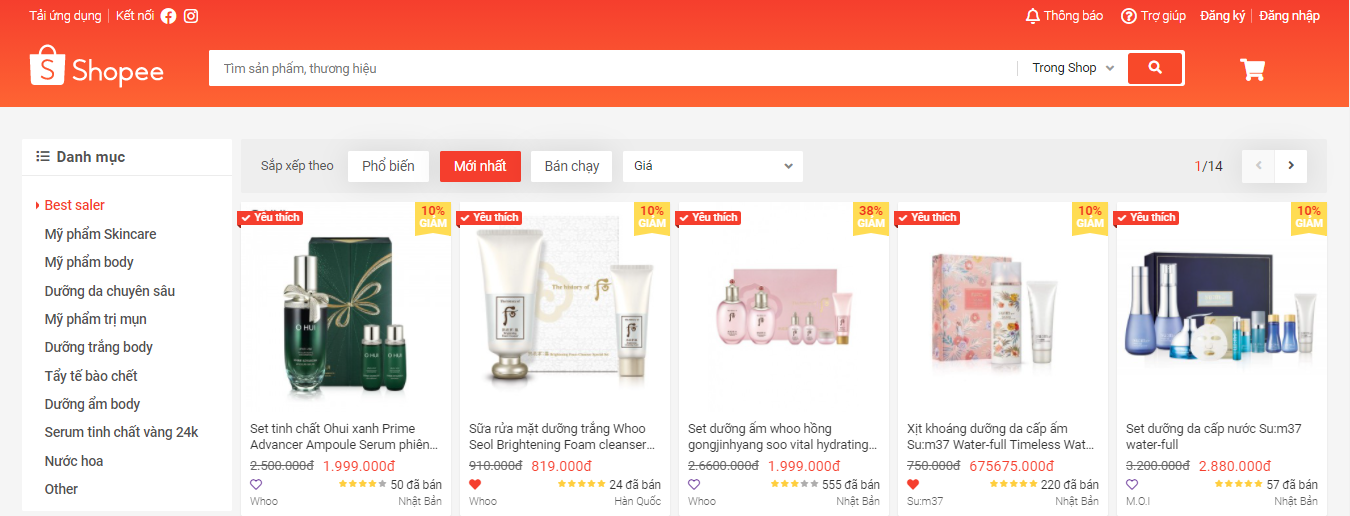 Tải ứng dụng Kết nối Thông báo Trợ giúp Đăng ký Đăng nhập
S Shopee Tìm sản phẩm, thương hiệu Trong Shop
Danh mục
Best saler
Mỹ phẩm Skincare
Mỹ phẩm body
Dưỡng da chuyên sâu
Mỹ phẩm trị mụn
Dưỡng trắng body
Tẩy tế bào chết
Dưỡng ẩm body
Serum tinh chất vàng 24k
Nước hoa
Other
Sắp xếp theo Phổ biến Mới nhất Bán chạy Giá 1/14
Yêu thích
10%
GIẢM
O HUI
O HUI
O HUI
Set tinh chất Ohui xanh Prime
Advancer Ampoule Serum phiên...
2.500.000đ 1.999.000đ
50 đã bán
Whoo Nhật Bản
Yêu thích
10%
GIẢM
The history of
Sữa rửa mặt dưỡng trắng Whoo
Seol Brightening Foam cleanser...
910.000đ 819.000đ
24 đã bán
Whoo Hàn Quốc
Yêu thích
38%
GIẢM
Set dưỡng ẩm whoo hồng
gongjinhyang soo vital hydrating...
2.6600.000đ 1.999.000đ
555 đã bán
Whoo Nhật Bản
Yêu thích
10%
GIẢM
Xịt khoáng dưỡng da cấp ẩm
Su:m37 Water-full Timeless Wat...
750.000đ 675675.000đ
220 đã bán
Su:m37 Nhật Bản
Yêu thích
10%
GIẢM
Set dưỡng da cấp nước Su:m37
water-full
3.200.000đ 2.880.000đ
57 đã bán
M.O.I Nhật Bản